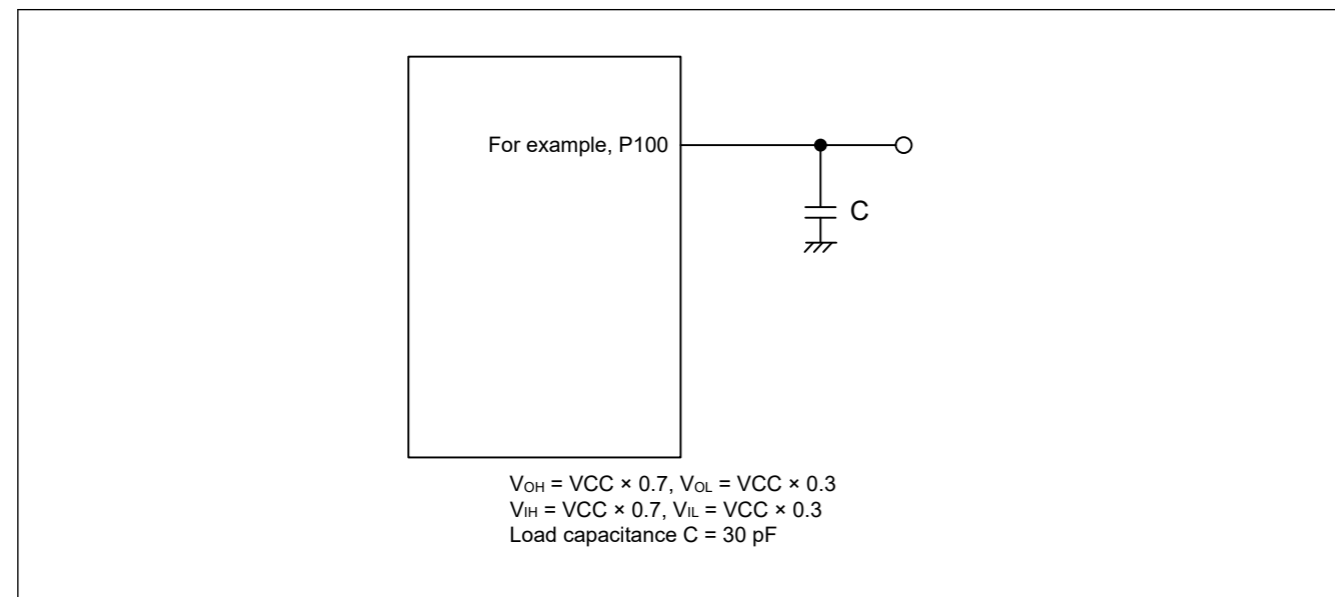 For example, P100
C
VOH = VCC × 0.7, VOL = VCC × 0.3
VIH = VCC × 0.7, VIL = VCC × 0.3
Load capacitance C = 30 pF